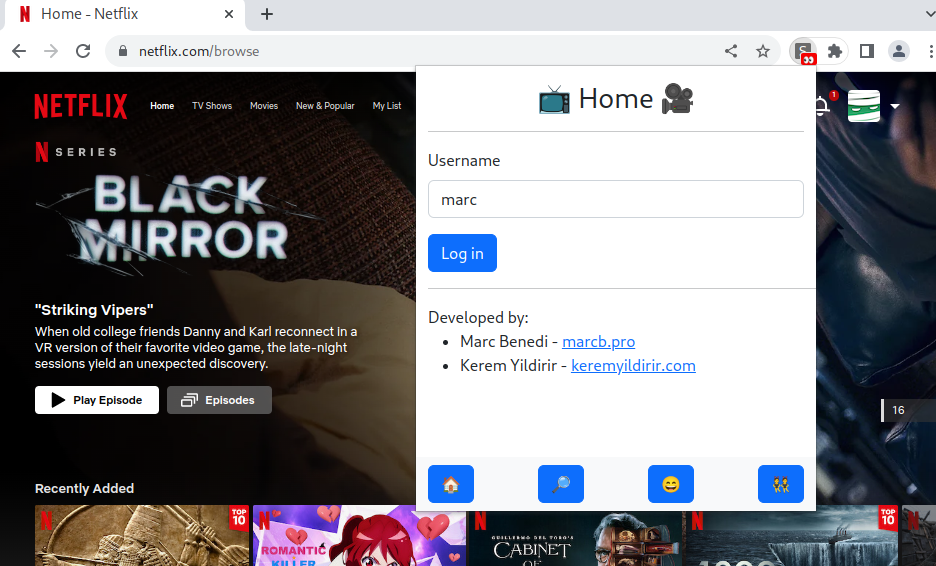 Home - Netflix
netflix.com/browse
NETFLIX
Home TV Shows Movies New & Popular My List
1
N SERIES
BLACK
MIRROR
"Striking Vipers"
When old college friends Danny and Karl reconnect in a
VR version of their favorite video game, the late-night
sessions yield an unexpected discovery.
Play Episode
Episodes
16
Home
Username
marc
Log in
Developed by:
Marc Benedi - marcb.pro
Kerem Yildirir - keremyildirir.com
Recently Added
TOP
10
ROMANTIC
KILLER
GUILLERMO DEL TORO'S
CABINET
OF
TOP
10